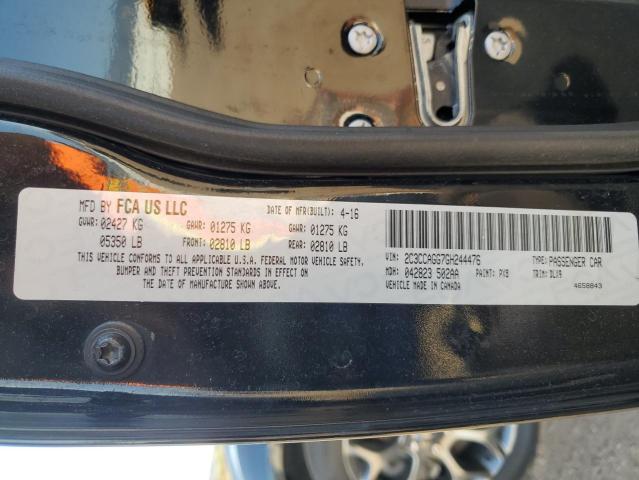 MFD BY FCA US LLC DATE OF MFR(BUILT): 4-16
GVWR: 02427 KG GAWR: 01275 KG GAWR: 01275 KG
05350 LB FRONT: 02810 LB REAR: 02810 LB
THIS VEHICLE CONFORMS TO ALL APPLICABLE U.S.A. FEDERAL MOTOR VEHICLE SAFETY,
BUMPER AND THEFT PREVENTION STANDARDS IN EFFECT ON
THE DATE OF MANUFACTURE SHOWN ABOVE.
VIN: 2C3CCAGG7GH244476 TYPE: PASSENGER CAR
MDH: 042823 502AA PAINT: PX8 TRIM: DLX9
VEHICLE MADE IN CANADA 4658843